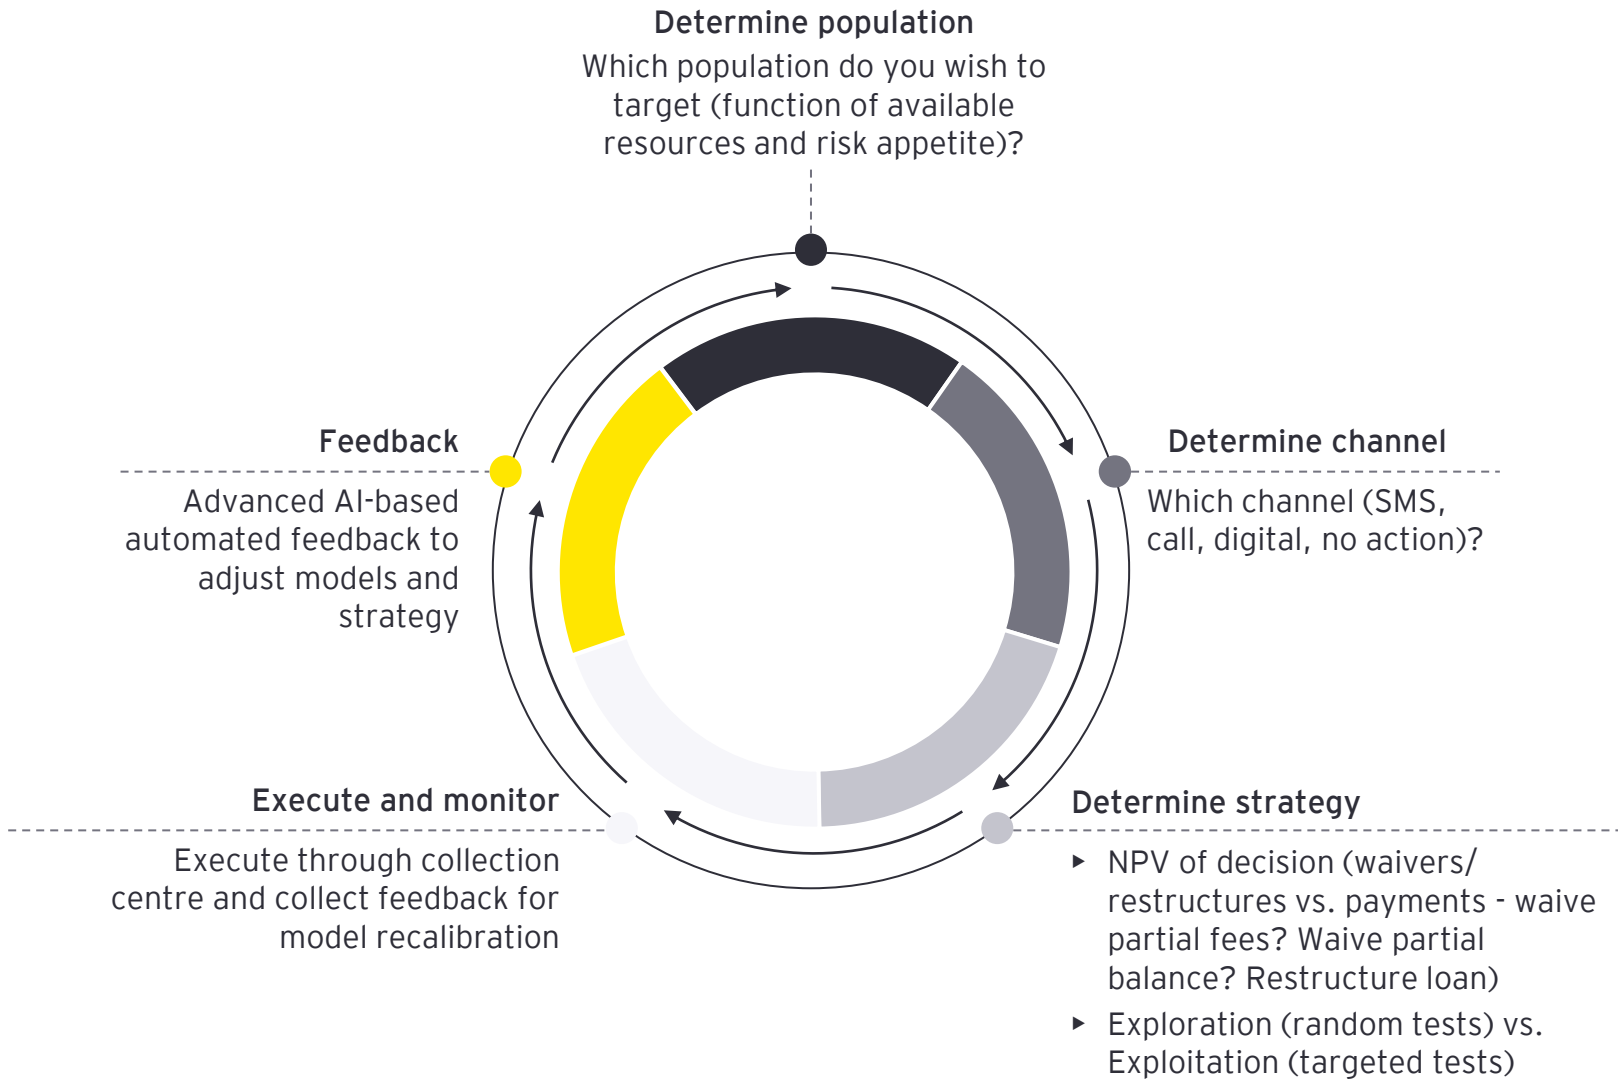 Determine population
Which population do you wish to
target (function of available
resources and risk appetite)?
Determine channel
Which channel (SMS,
call, digital, no action)?
Determine strategy
▸ NPV of decision (waivers/
restructures vs. payments - waive
partial fees? Waive partial
balance? Restructure loan)
▸ Exploration (random tests) vs.
Exploitation (targeted tests)
Execute and monitor
Execute through collection
centre and collect feedback for
model recalibration
Feedback
Advanced AI-based
automated feedback to
adjust models and
strategy